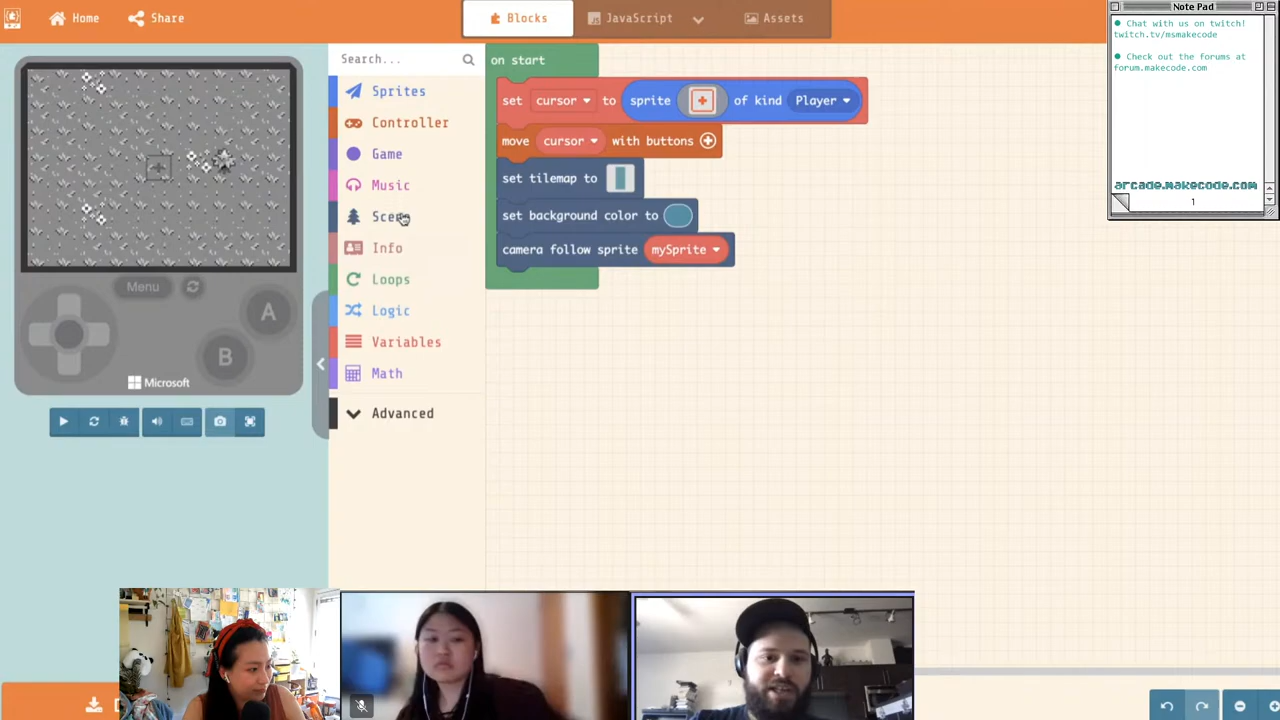 Home
Share
Blocks
JavaScript
Assets
Note Pad
● Chat with us on twitch!
twitch.tv/msmakecode
● Check out the forums at
forum.makecode.com
arcade.makecode.com
1
Search...
Sprites
Controller
Game
Music
Scene
Info
Loops
Logic
Variables
Math
Advanced
on start
set cursor to sprite of kind Player
move cursor with buttons
set tilemap to
set background color to
camera follow sprite mySprite
Menu
A
B
Microsoft